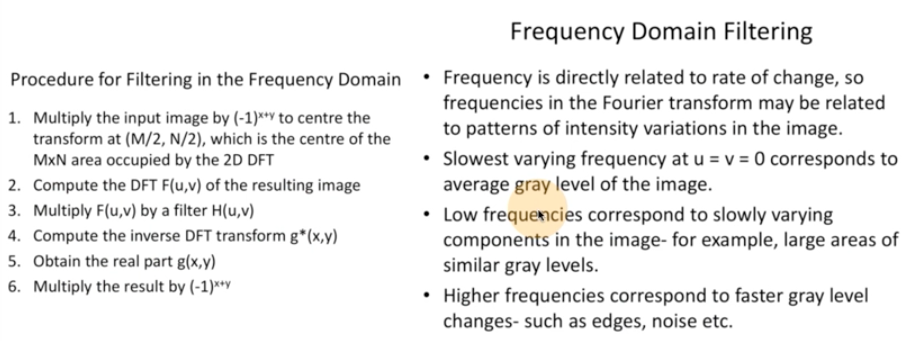 Frequency Domain Filtering
Procedure for Filtering in the Frequency Domain
1. Multiply the input image by (-1)ˣ⁺ʸ to centre the
transform at (M/2, N/2), which is the centre of the
MxN area occupied by the 2D DFT
2. Compute the DFT F(u,v) of the resulting image
3. Multiply F(u,v) by a filter H(u,v)
4. Compute the inverse DFT transform g*(x,y)
5. Obtain the real part g(x,y)
6. Multiply the result by (-1)ˣ⁺ʸ
• Frequency is directly related to rate of change, so
frequencies in the Fourier transform may be related
to patterns of intensity variations in the image.
• Slowest varying frequency at u = v = 0 corresponds to
average gray level of the image.
• Low frequencies correspond to slowly varying
components in the image- for example, large areas of
similar gray levels.
• Higher frequencies correspond to faster gray level
changes- such as edges, noise etc.